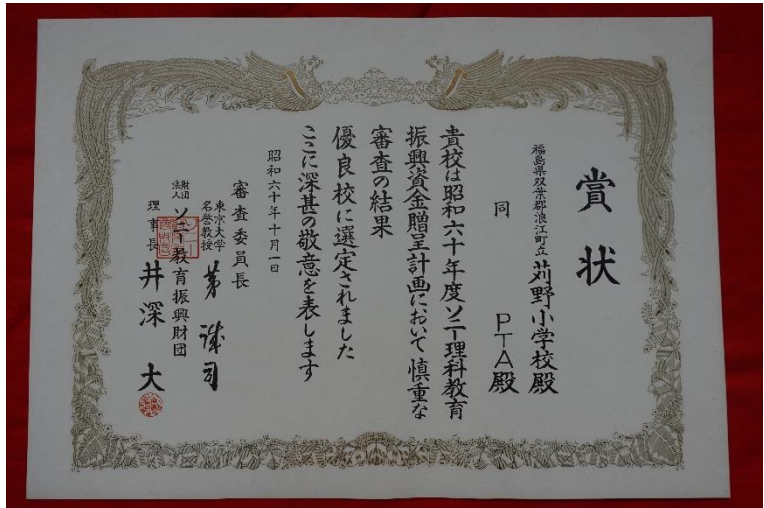 賞状
福島県双葉郡浪江町立苅野小学校殿
同 PTA殿
貴校は昭和六十年度ソニー理科教育
振興資金贈呈計画において慎重な
審査の結果
優良校に選定されました
ここに深甚の敬意を表します
昭和六十年十月一日
審査委員長
東京大学
名誉教授 茅誠司
財団
法人 ソニー教育振興財団
理事長 井深大